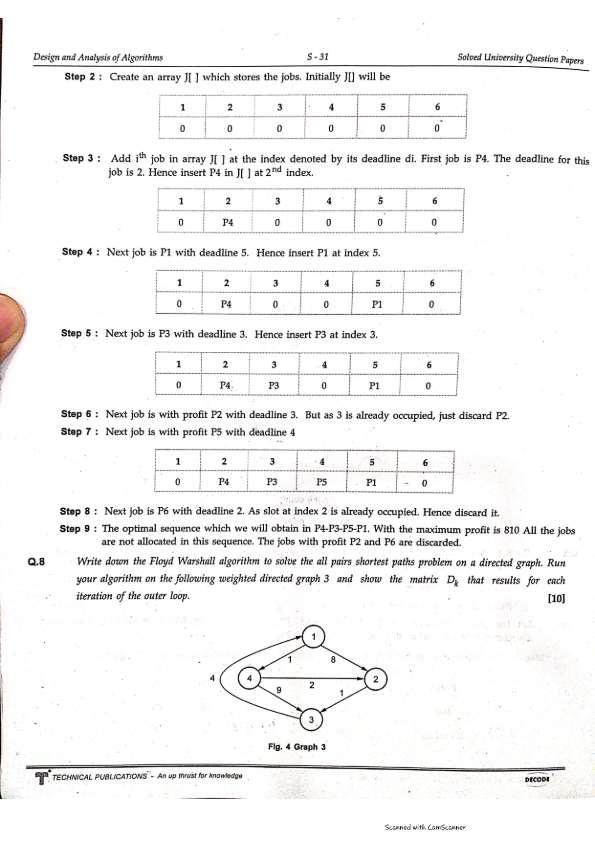 Design and Analysis of Algorithms
S - 31
Solved University Question Papers
Step 2 : Create an array J[ ] which stores the jobs. Initially J[] will be
1 2 3 4 5 6
0 0 0 0 0 0
Step 3 : Add ith job in array J[ ] at the index denoted by its deadline di. First job is P4. The deadline for this
job is 2. Hence insert P4 in J[ ] at 2nd index.
1 2 3 4 5 6
0 P4 0 0 0 0
Step 4 : Next job is P1 with deadline 5. Hence insert P1 at index 5.
1 2 3 4 5 6
0 P4 0 0 P1 0
Step 5 : Next job is P3 with deadline 3. Hence insert P3 at index 3.
1 2 3 4 5 6
0 P4 P3 0 P1 0
Step 6 : Next job is with profit P2 with deadline 3. But as 3 is already occupied, just discard P2.
Step 7 : Next job is with profit P5 with deadline 4
1 2 3 4 5 6
0 P4 P3 P5 P1 0
Step 8 : Next job is P6 with deadline 2. As slot at index 2 is already occupied. Hence discard it.
Step 9 : The optimal sequence which we will obtain in P4-P3-P5-P1. With the maximum profit is 810 All the jobs
are not allocated in this sequence. The jobs with profit P2 and P6 are discarded.
Q.8 Write down the Floyd Warshall algorithm to solve the all pairs shortest paths problem on a directed graph. Run
your algorithm on the following weighted directed graph 3 and show the matrix Dk that results for each
iteration of the outer loop. [10]
1
1 8
4 4 2
2
9 1
3
Fig. 4 Graph 3
TECHNICAL PUBLICATIONS - An up thrust for knowledge
DECODE
Scanned with CamScanner